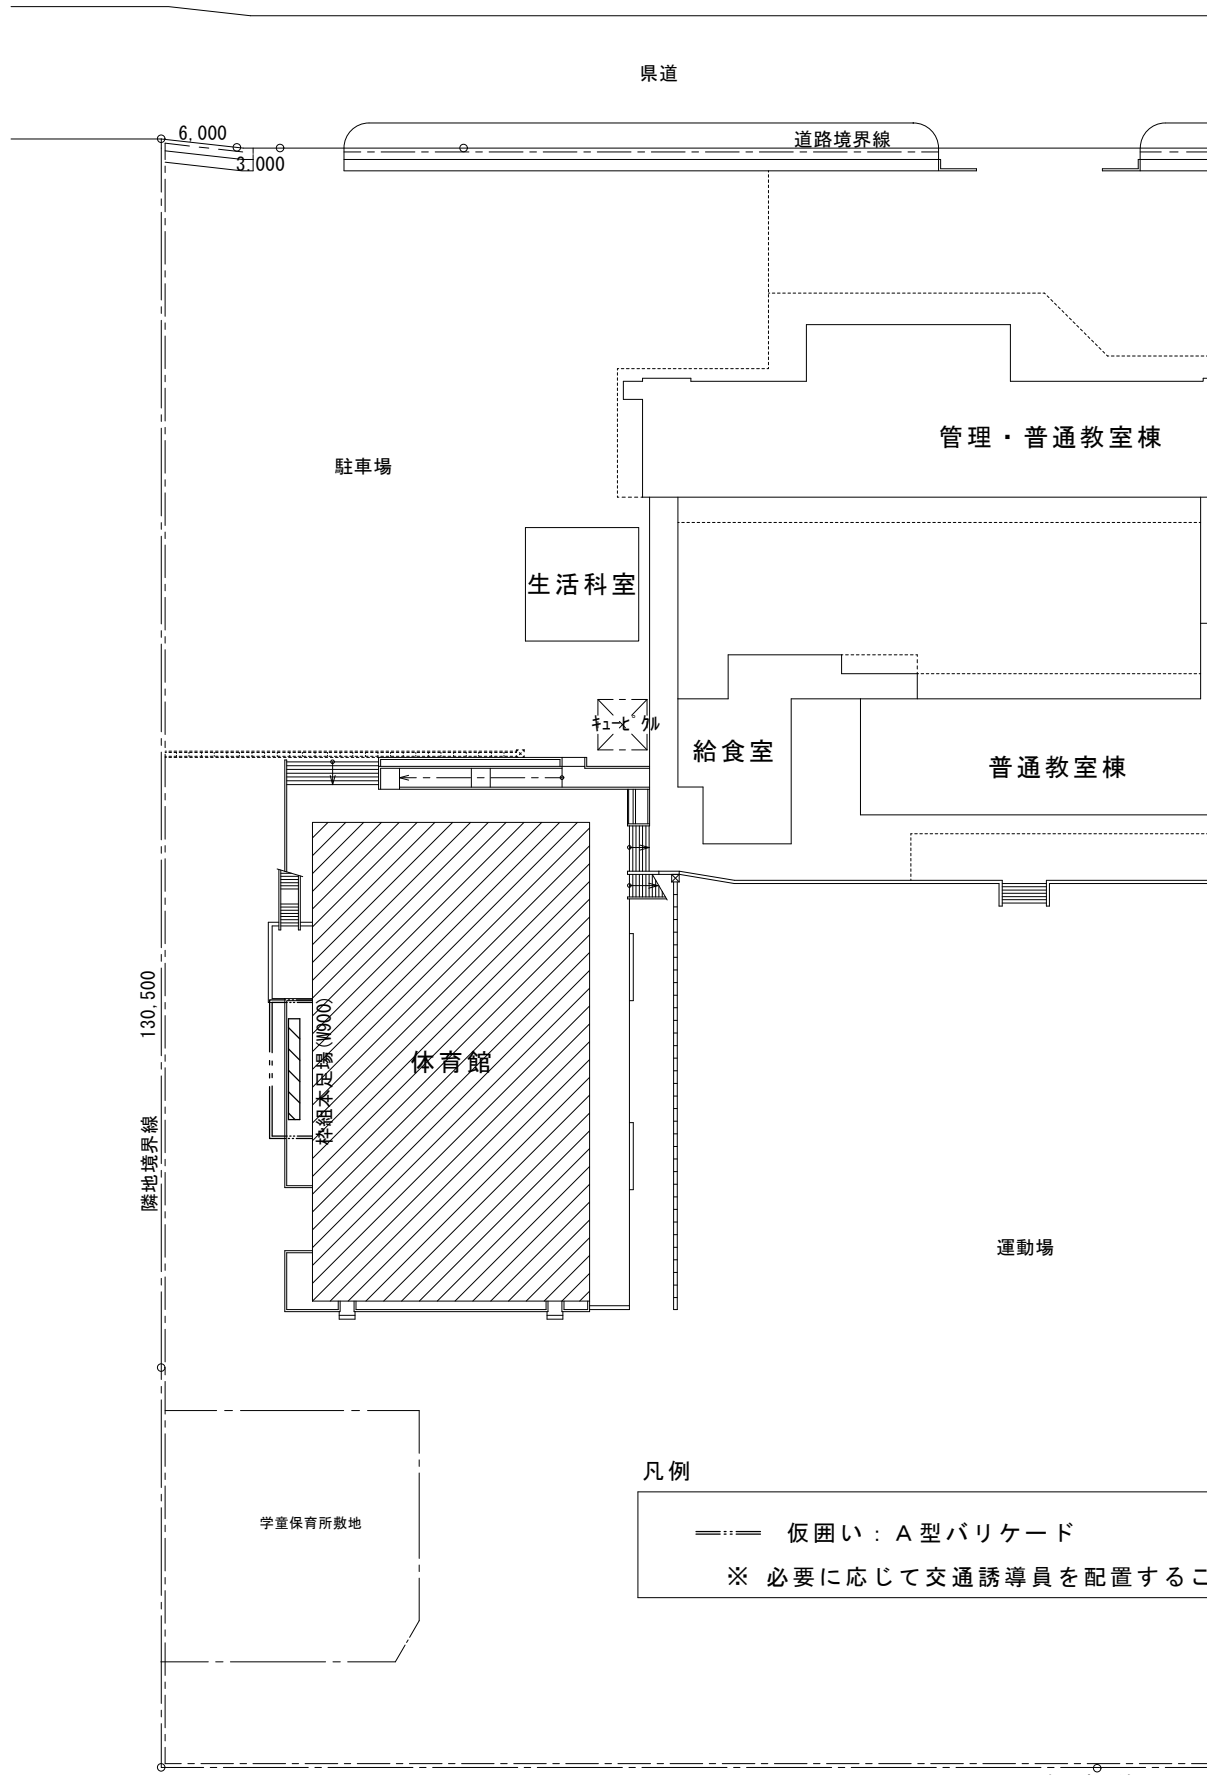 県道
6,000
道路境界線
3,000
管理・普通教室棟
駐車場
生活科室
ｷｭｰﾋﾞｸﾙ
給食室
普通教室棟
130,500
枠組本足場(W900)
体育館
隣地境界線
運動場
凡例
学童保育所敷地
仮囲い：Ａ型バリケード
※ 必要に応じて交通誘導員を配置するこ